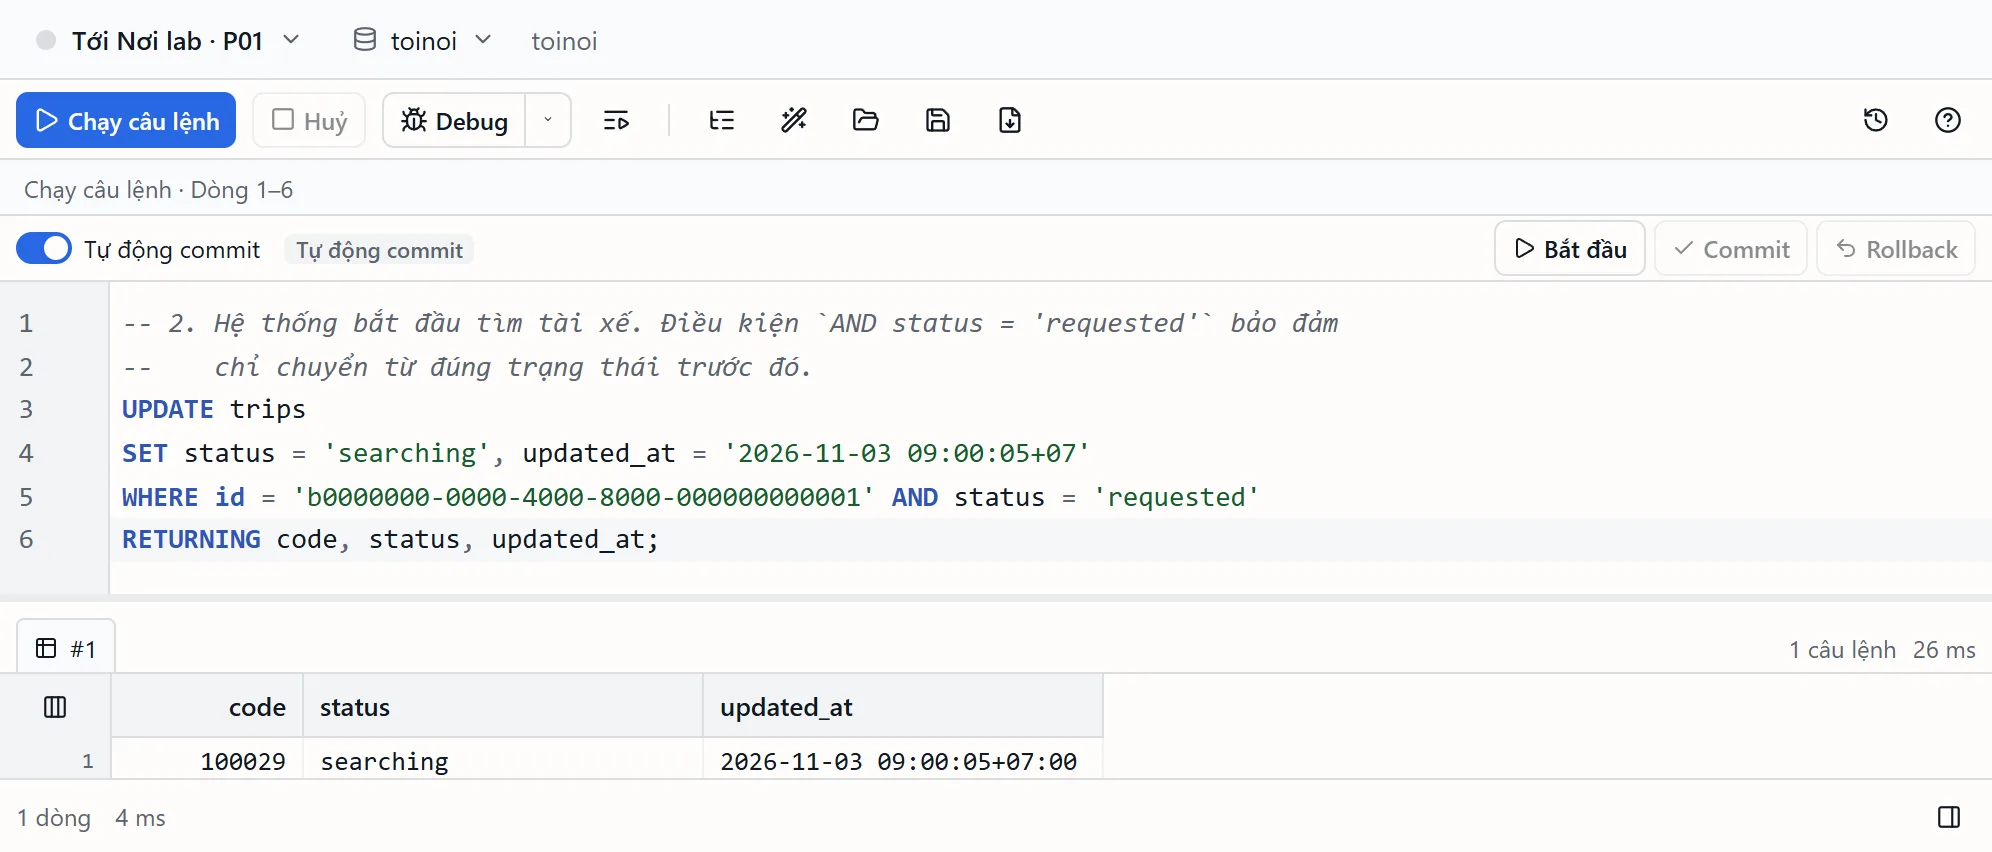 Tới Nơi lab · P01 toinoi toinoi
Chạy câu lệnh Huỷ Debug
Chạy câu lệnh · Dòng 1–6
Tự động commit Tự động commit Bắt đầu Commit Rollback
1 -- 2. Hệ thống bắt đầu tìm tài xế. Điều kiện `AND status = 'requested'` bảo đảm
2 --    chỉ chuyển từ đúng trạng thái trước đó.
3 UPDATE trips
4 SET status = 'searching', updated_at = '2026-11-03 09:00:05+07'
5 WHERE id = 'b0000000-0000-4000-8000-000000000001' AND status = 'requested'
6 RETURNING code, status, updated_at;
#1 1 câu lệnh 26 ms
code status updated_at
1 100029 searching 2026-11-03 09:00:05+07:00
1 dòng 4 ms